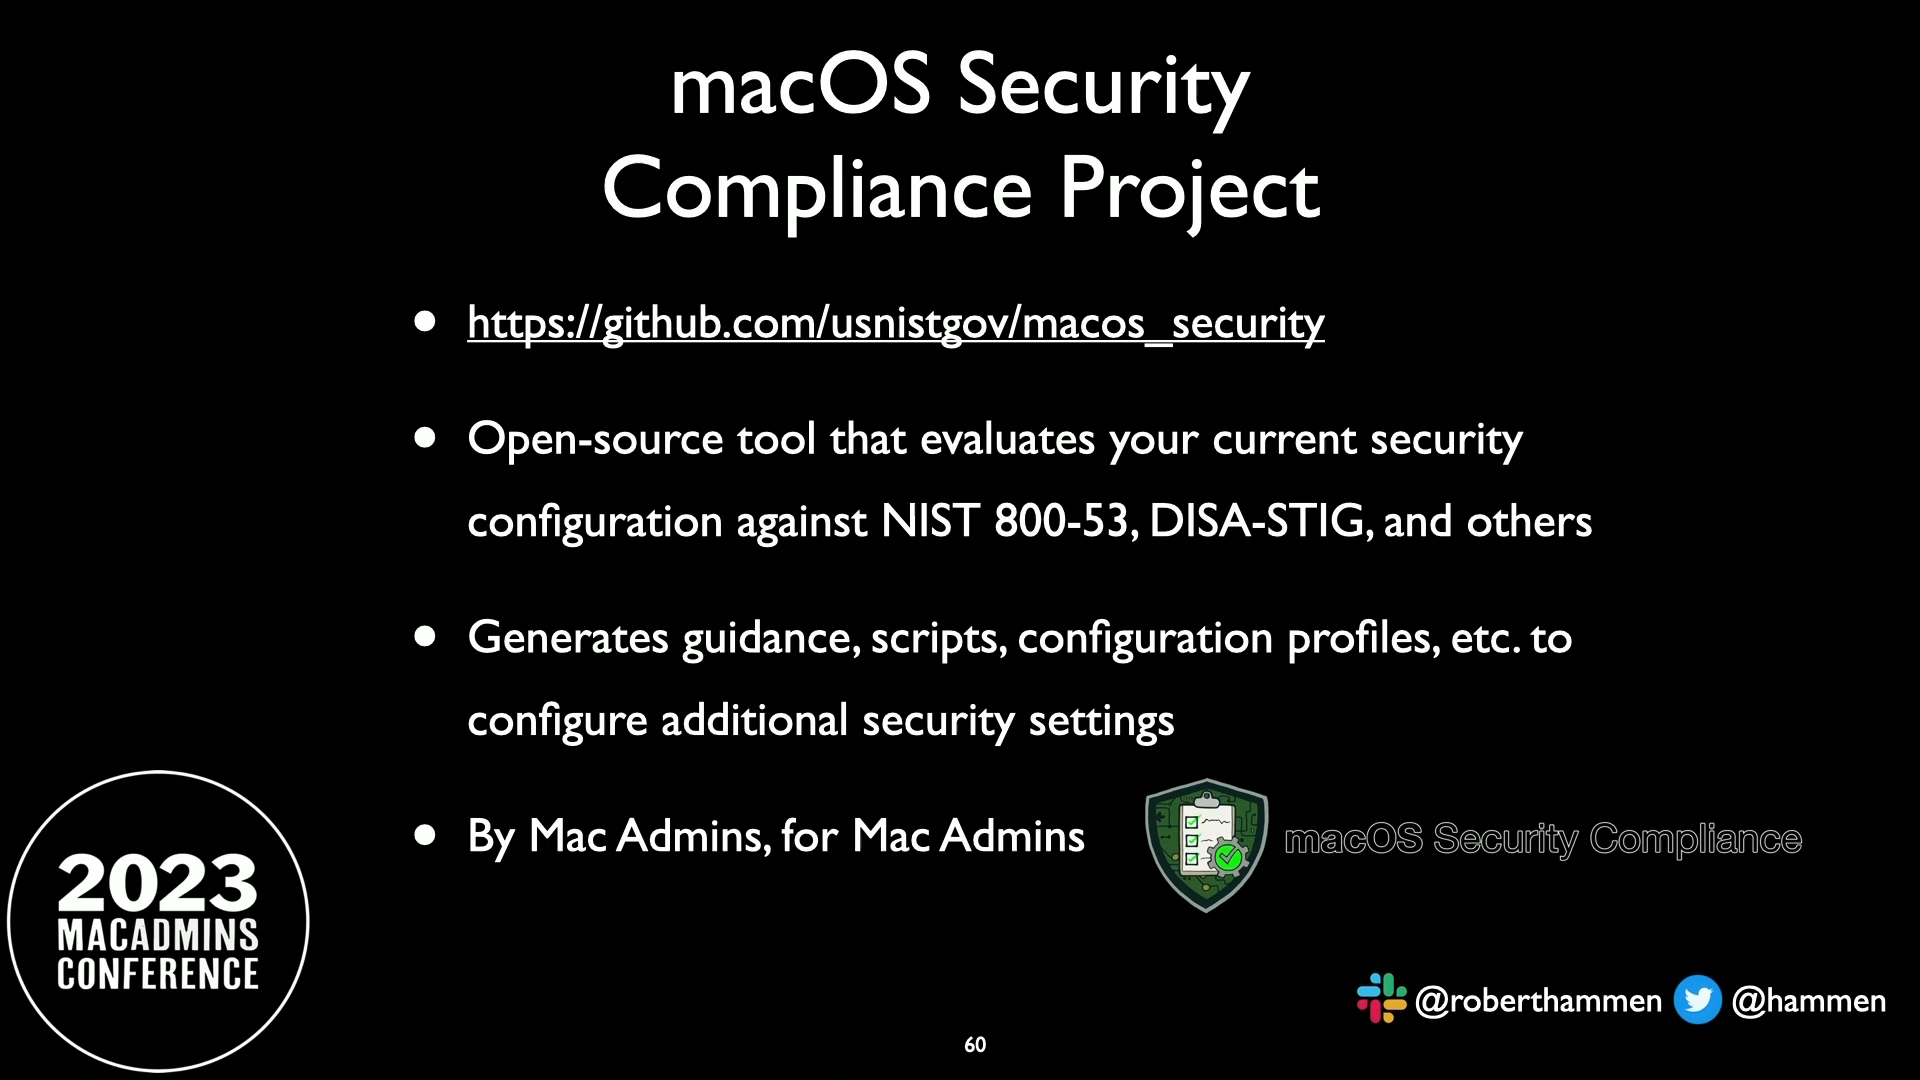 macOS Security
Compliance Project
• https://github.com/usnistgov/macos_security
• Open-source tool that evaluates your current security
configuration against NIST 800-53, DISA-STIG, and others
• Generates guidance, scripts, configuration profiles, etc. to
configure additional security settings
• By Mac Admins, for Mac Admins
macOS Security Compliance
2023
MACADMINS
CONFERENCE
@roberthammen @hammen
60